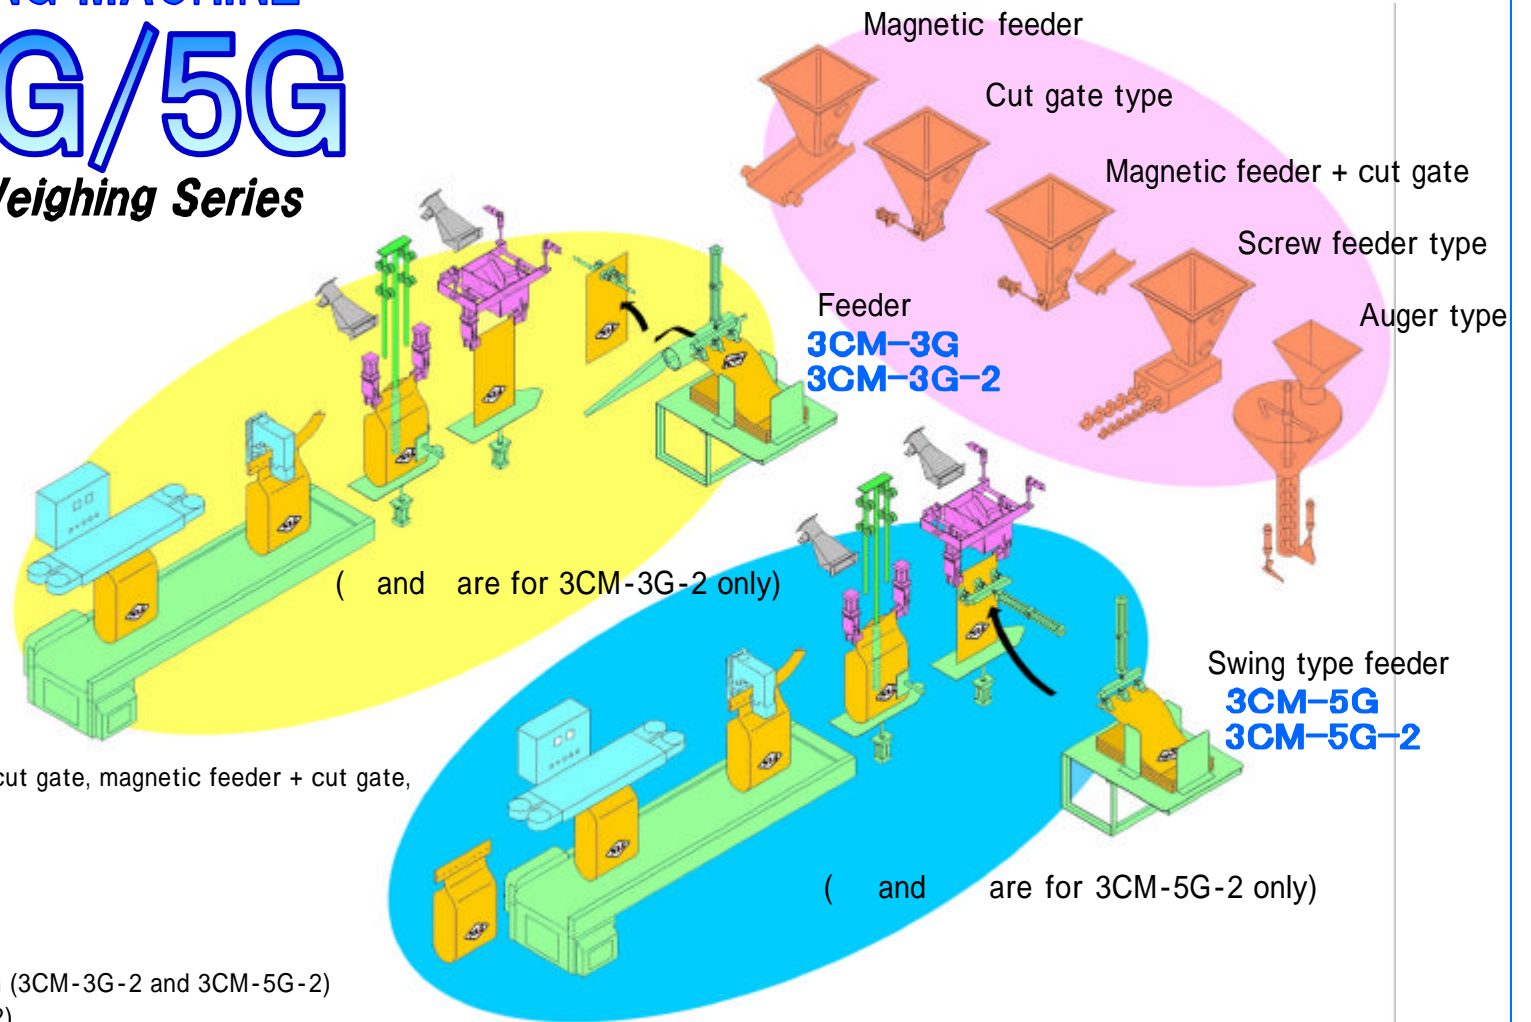 G MACHINE
G/5G
Weighing Series
Magnetic feeder
Cut gate type
Magnetic feeder + cut gate
Screw feeder type
Auger type
Feeder
3CM-3G
3CM-3G-2
( and are for 3CM-3G-2 only)
Swing type feeder
3CM-5G
3CM-5G-2
cut gate, magnetic feeder + cut gate,
( and are for 3CM-5G-2 only)
(3CM-3G-2 and 3CM-5G-2)
2)